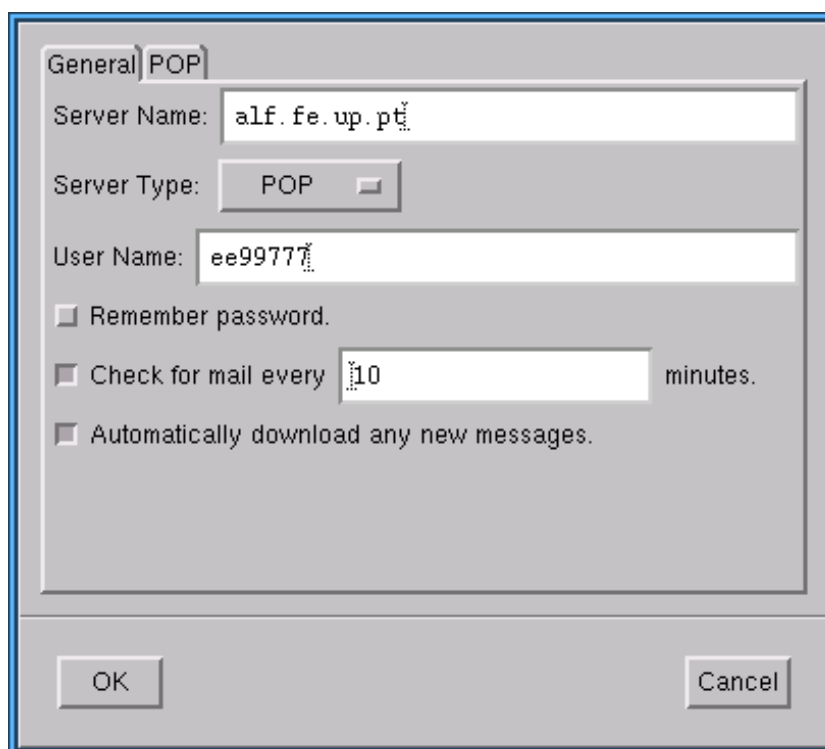 General POP
Server Name: alf.fe.up.pt
Server Type: POP
User Name: ee99777
Remember password.
Check for mail every 10 minutes.
Automatically download any new messages.
OK Cancel